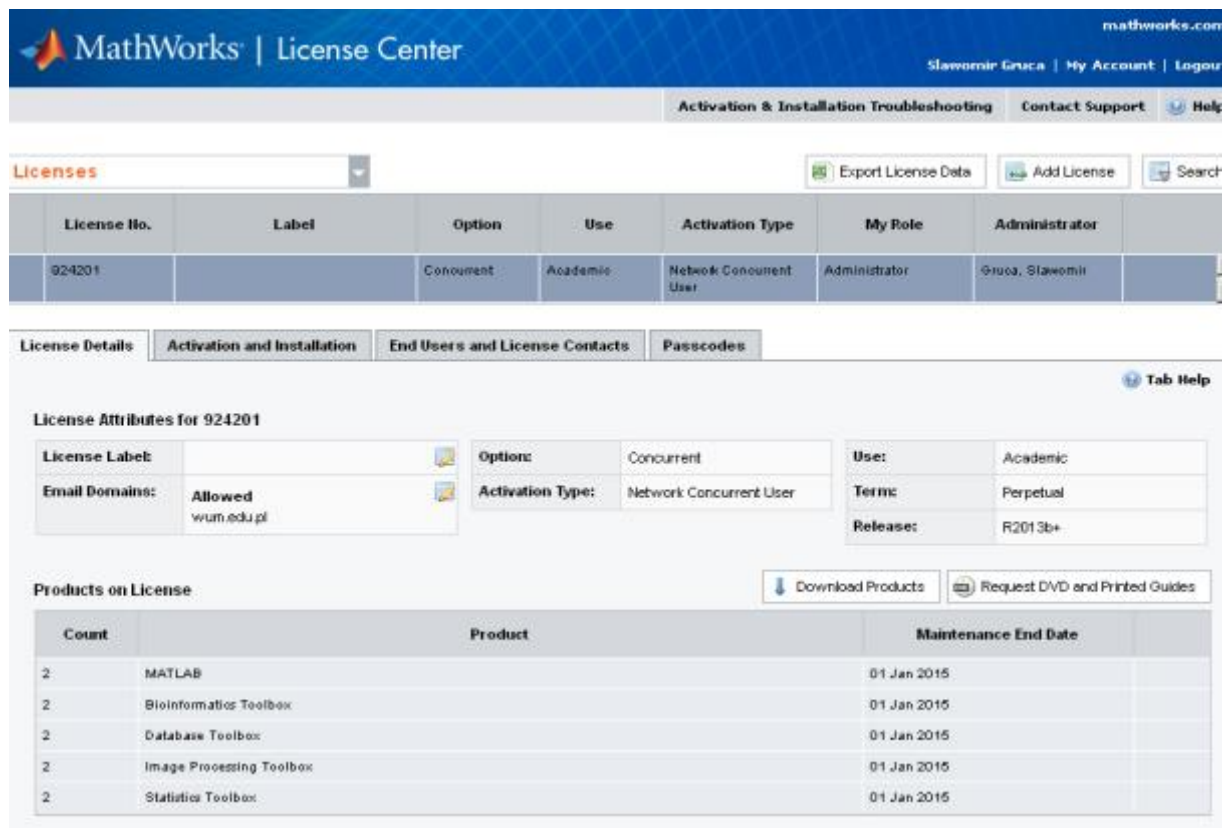 mathworks.com
MathWorks | License Center
Slawomir Gruca | My Account | Logout
Activation & Installation Troubleshooting Contact Support Help
Licenses Export License Data Add License Search
License No. Label Option Use Activation Type My Role Administrator
924201 Concurrent Academic Network Concurrent User Administrator Gruca, Slawomir
License Details Activation and Installation End Users and License Contacts Passcodes
Tab Help
License Attributes for 924201
License Label: Option: Concurrent Use: Academic
Email Domains: Allowed Activation Type: Network Concurrent User Term: Perpetual
wum.edu.pl
Release: R2013b+
Products on License Download Products Request DVD and Printed Guides
Count Product Maintenance End Date
2 MATLAB 01 Jan 2015
2 Bioinformatics Toolbox 01 Jan 2015
2 Database Toolbox 01 Jan 2015
2 Image Processing Toolbox 01 Jan 2015
2 Statistics Toolbox 01 Jan 2015